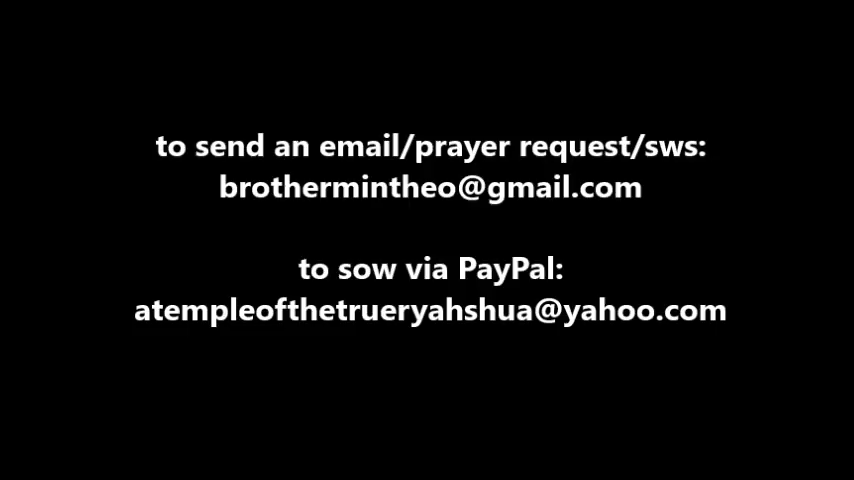 to send an email/prayer request/sws:
brothermintheo@gmail.com
to sow via PayPal:
atempleofthetrueryahshua@yahoo.com